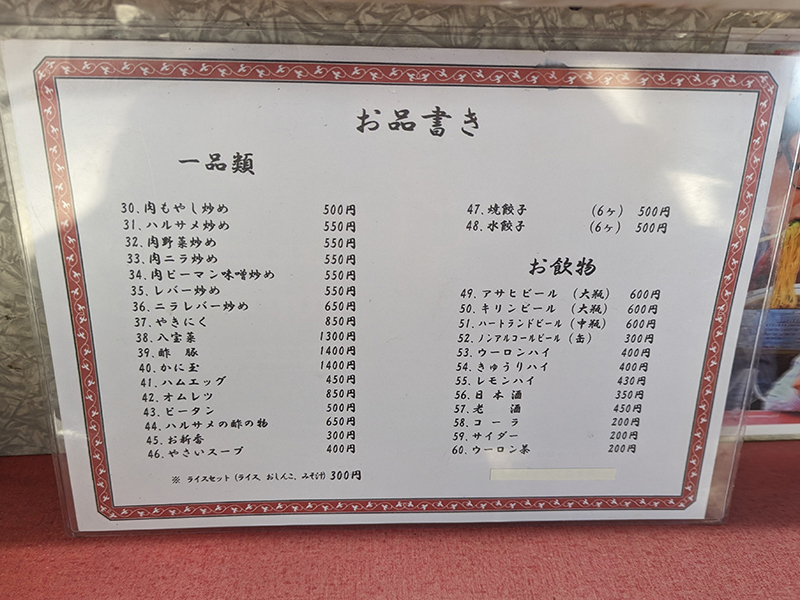 お品書き
一品類
30. 肉もやし炒め 500円
31. ハルサメ炒め 550円
32. 肉野菜炒め 550円
33. 肉ニラ炒め 550円
34. 肉ピーマン味噌炒め 550円
35. レバー炒め 550円
36. ニラレバー炒め 650円
37. やきにく 850円
38. 八宝菜 1300円
39. 酢 豚 1400円
40. かに玉 1400円
41. ハムエッグ 450円
42. オムレツ 850円
43. ピータン 500円
44. ハルサメの酢の物 650円
45. お新香 300円
46. やさいスープ 400円
※ ライスセット(ライス、おしんこ、みそ汁) 300円
47. 焼餃子 (6ヶ) 500円
48. 水餃子 (6ヶ) 500円
お飲物
49. アサヒビール (大瓶) 600円
50. キリンビール (大瓶) 600円
51. ハートランドビール (中瓶) 600円
52. ノンアルコールビール (缶) 300円
53. ウーロンハイ 400円
54. きゅうりハイ 400円
55. レモンハイ 430円
56. 日本酒 350円
57. 老 酒 450円
58. コーラ 200円
59. サイダー 200円
60. ウーロン茶 200円